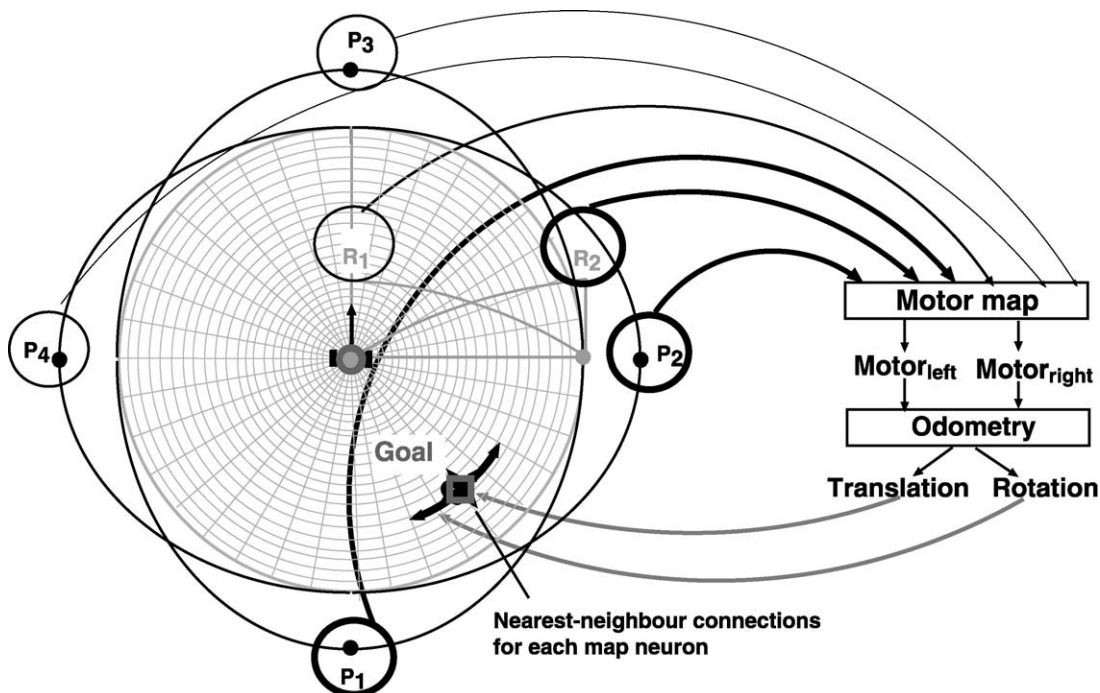 P3
R1
R2
P4
P2
Motor map
Motorleft
Motorright
Odometry
Translation
Rotation
Goal
Nearest-neighbour connections
for each map neuron
P1